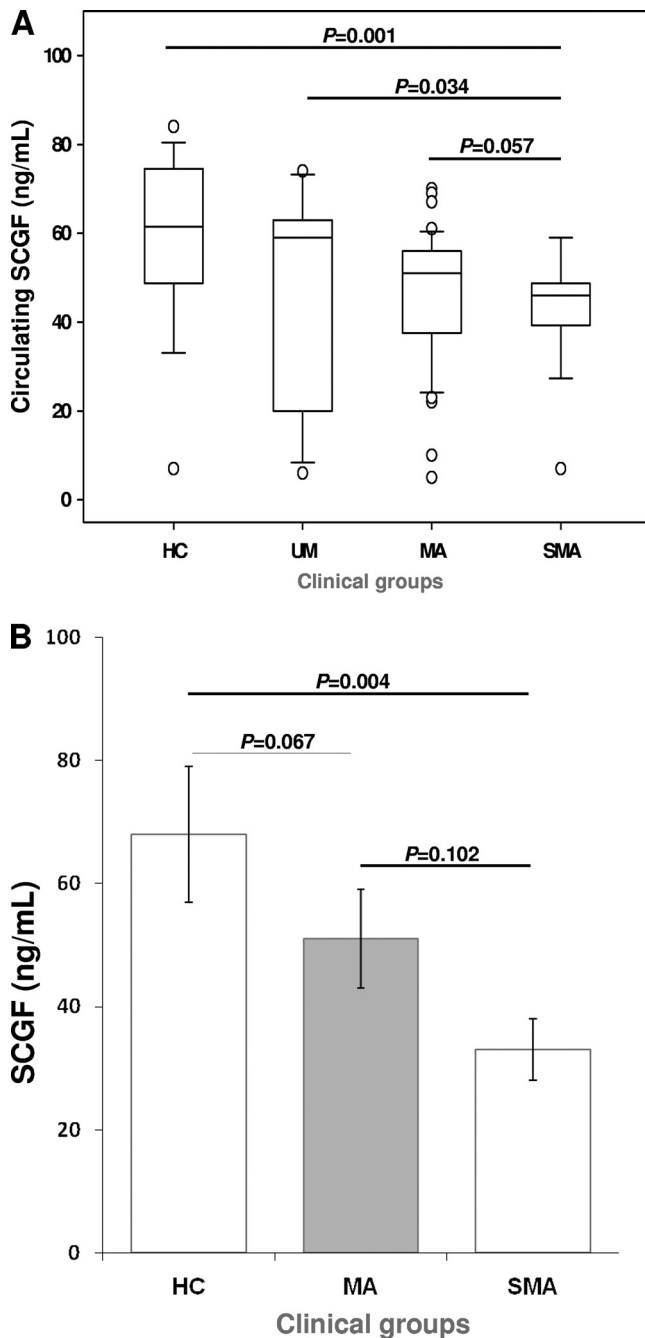 A
P=0.001
P=0.034
P=0.057
Circulating SCGF (ng/mL)
100
80
60
40
20
0
HC UM MA SMA
Clinical groups
B
P=0.004
P=0.067
P=0.102
SCGF (ng/mL)
100
80
60
40
20
0
HC MA SMA
Clinical groups